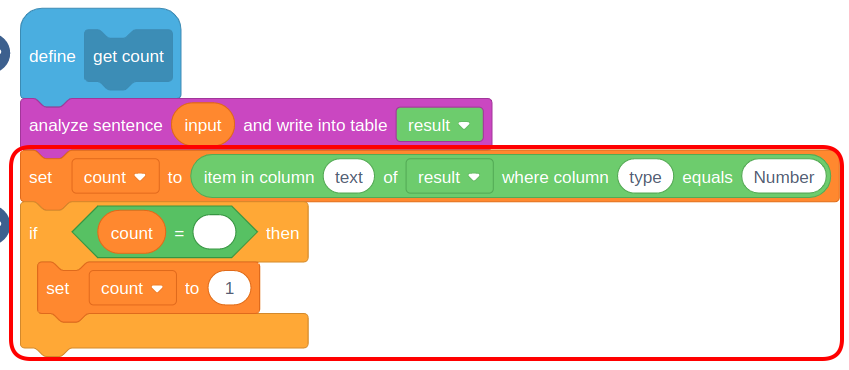 define get count
analyze sentence input and write into table result
set count to item in column text of result where column type equals Number
if count = then
set count to 1